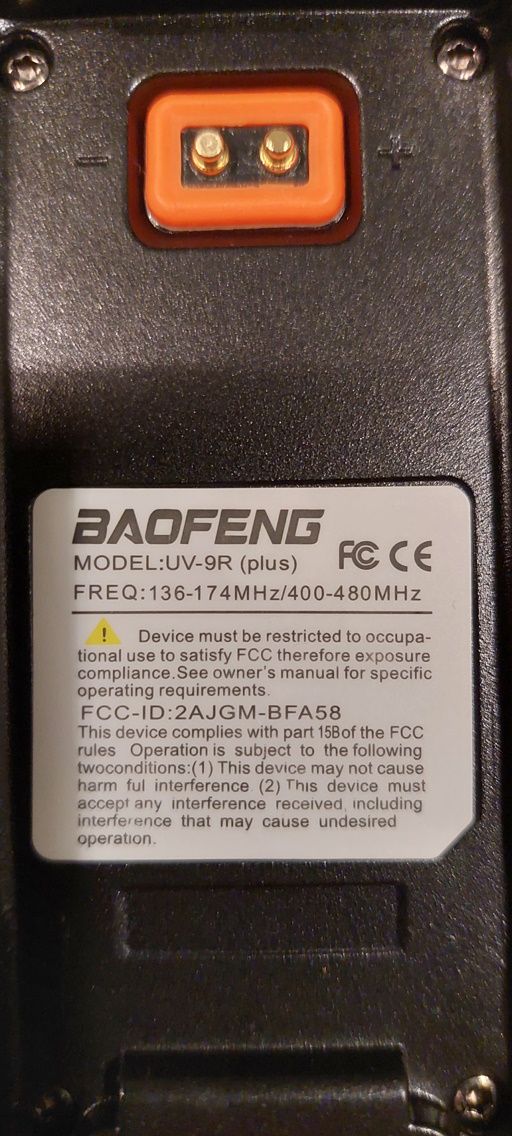 − +
BAOFENG
MODEL:UV-9R (plus) FC CE
FREQ:136-174MHz/400-480MHz
! Device must be restricted to occupa-
tional use to satisfy FCC therefore exposure
compliance.See owner's manual for specific
operating requirements.
FCC-ID:2AJGM-BFA58
This device complies with part 15B of the FCC
rules Operation is subject to the following
twoconditions:(1) This device may not cause
harm ful interference (2) This device must
accept any interference received, including
interference that may cause undesired
operation.